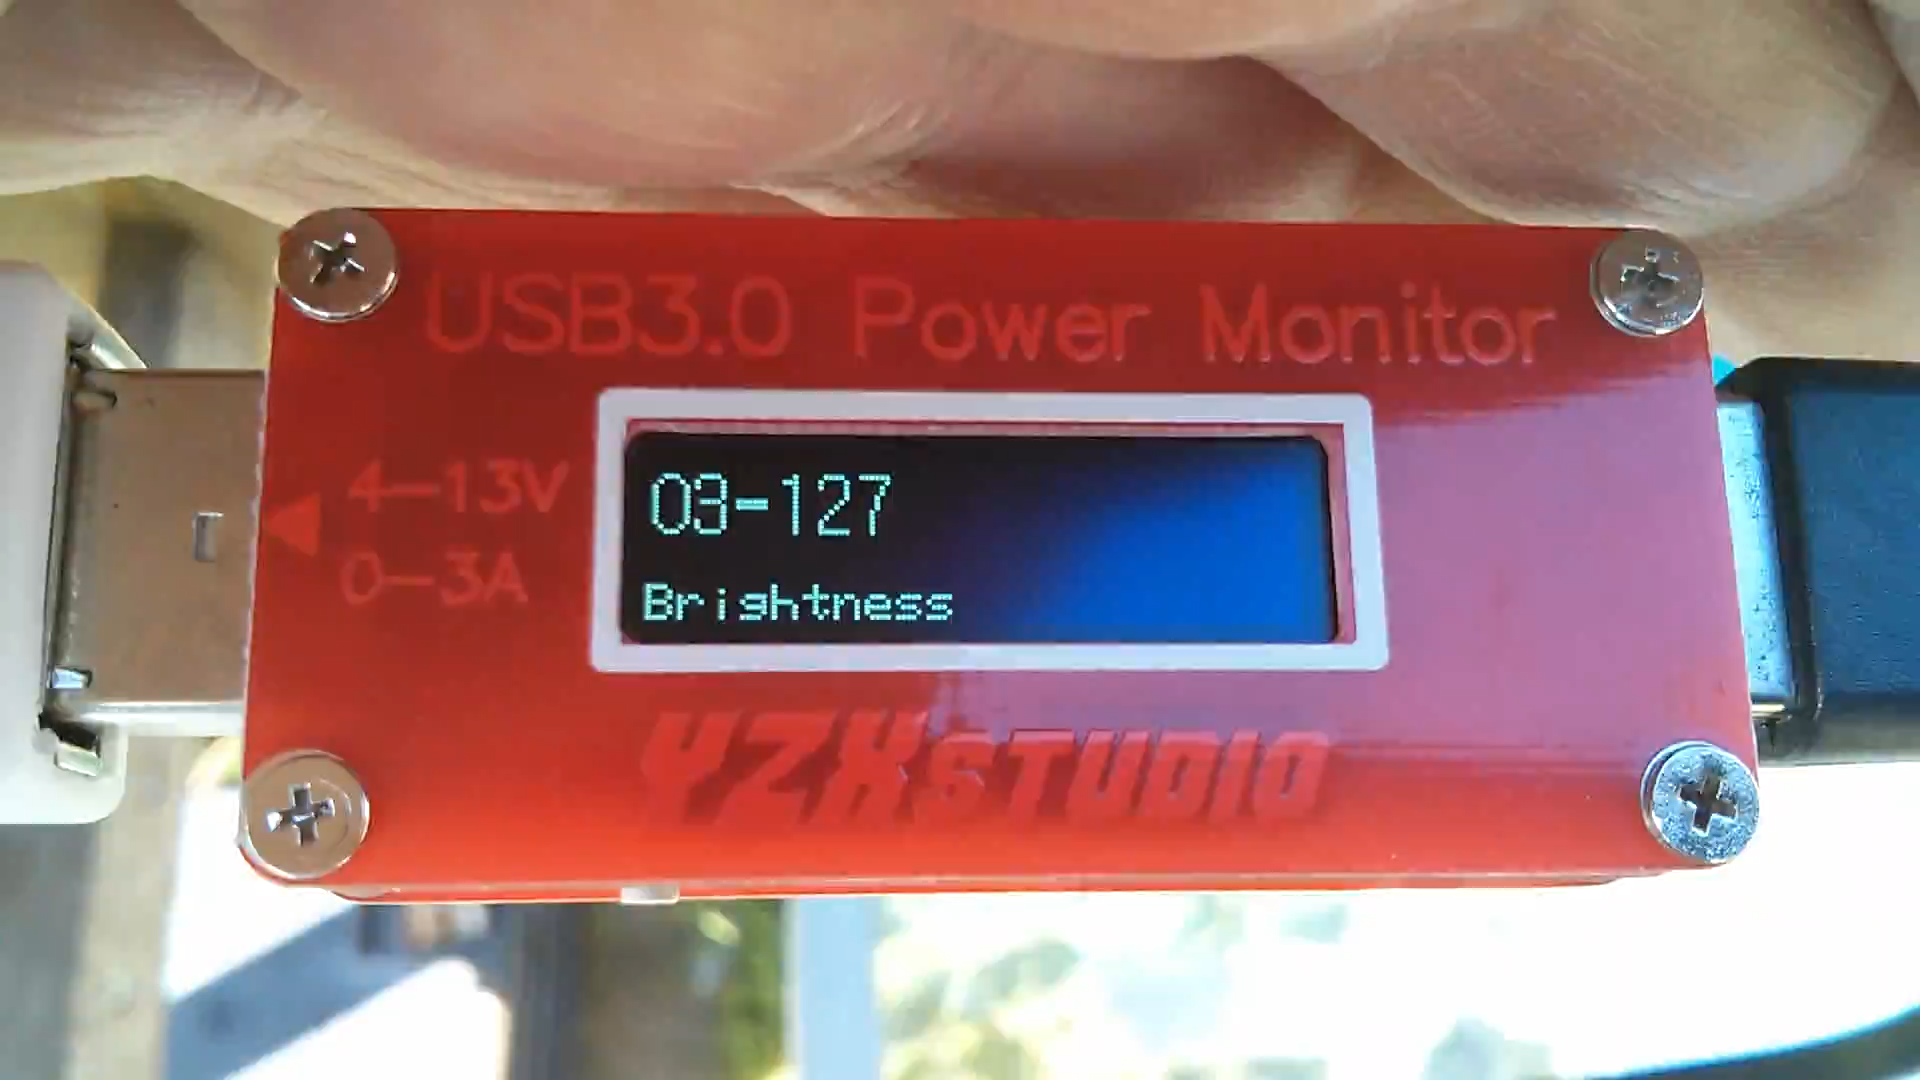 USB3.0 Power Monitor
4-13V
0-3A
03-127
Brightness
YZXSTUDIO